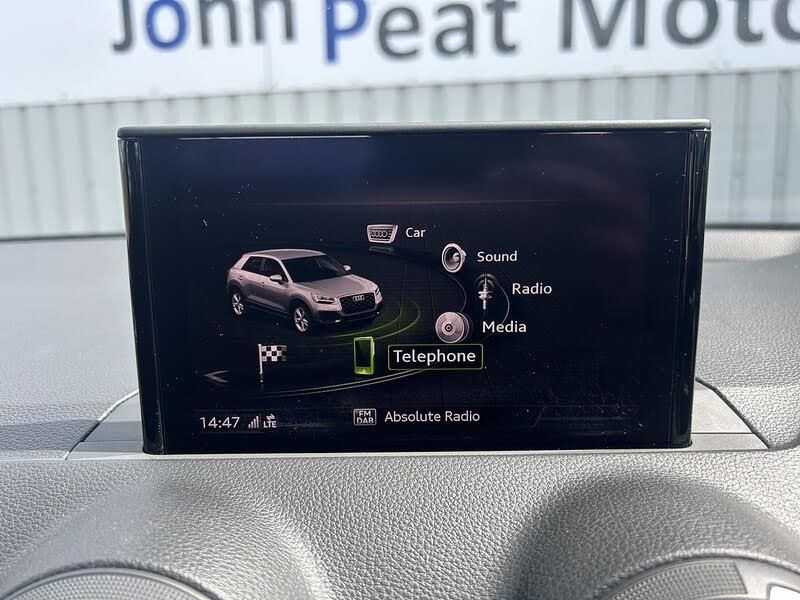 John Peat Moto
Car
Sound
Radio
Media
Telephone
14:47 LTE
FM
DAB
Absolute Radio